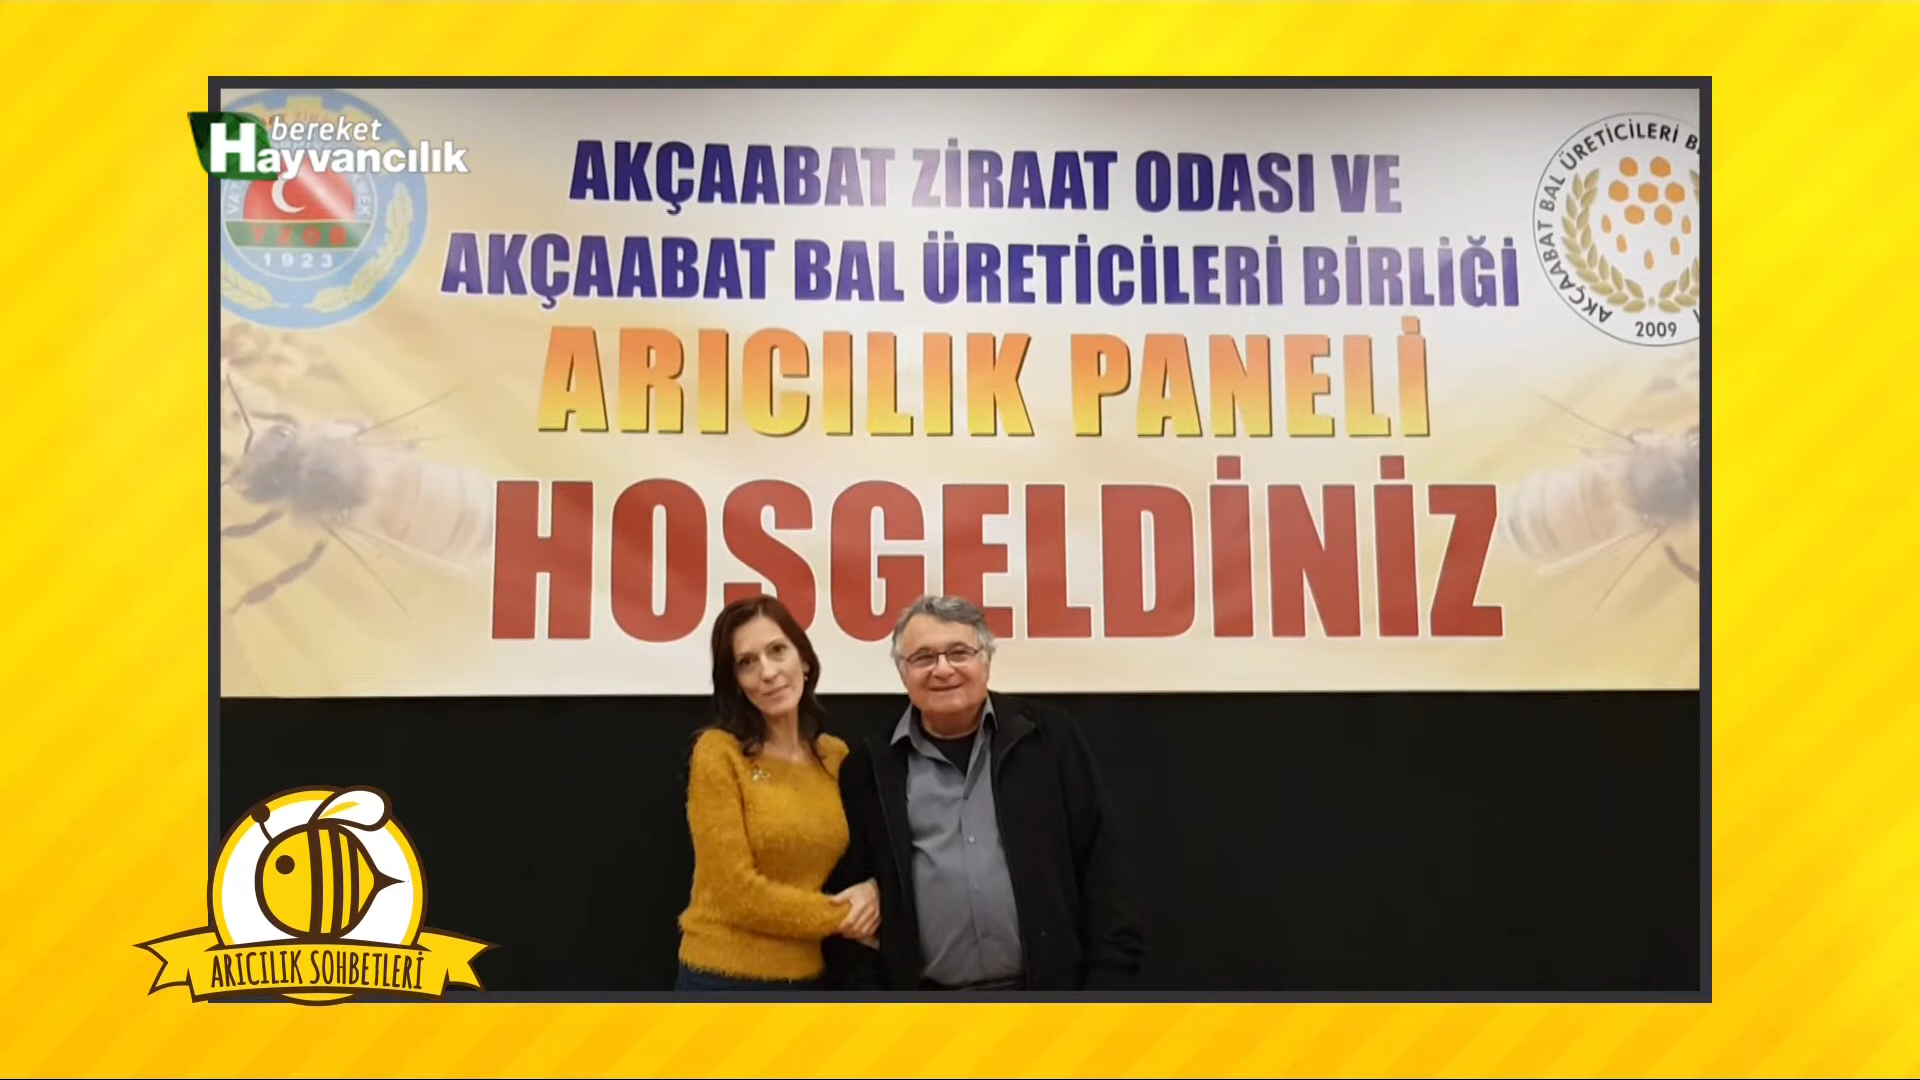 bereket
Hayvancılık
AKÇAABAT ZİRAAT ODASI VE
AKÇAABAT BAL ÜRETİCİLERİ BİRLİĞİ
ARICILIK PANELİ
HOŞGELDİNİZ
TZOB
1923
AKÇAABAT BAL ÜRETİCİLERİ
2009
ARICILIK SOHBETLERİ